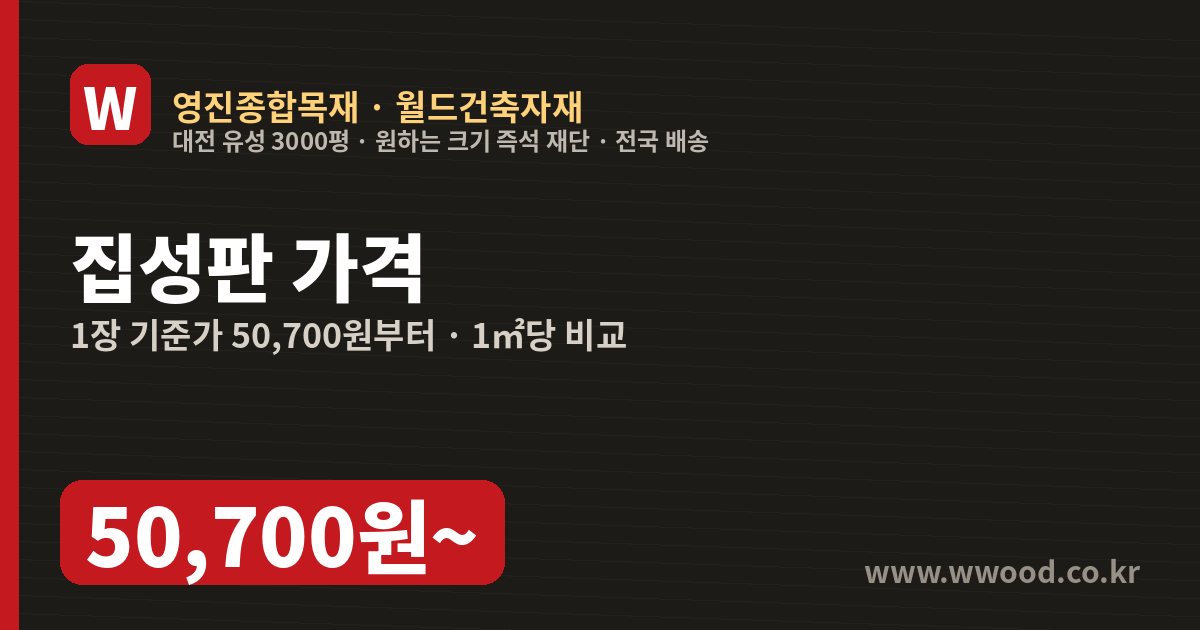 W
영진종합목재 · 월드건축자재
대전 유성 3000평 · 원하는 크기 즉석 재단 · 전국 배송
집성판 가격
1장 기준가 50,700원부터 · 1㎡당 비교
50,700원~
www.wwood.co.kr